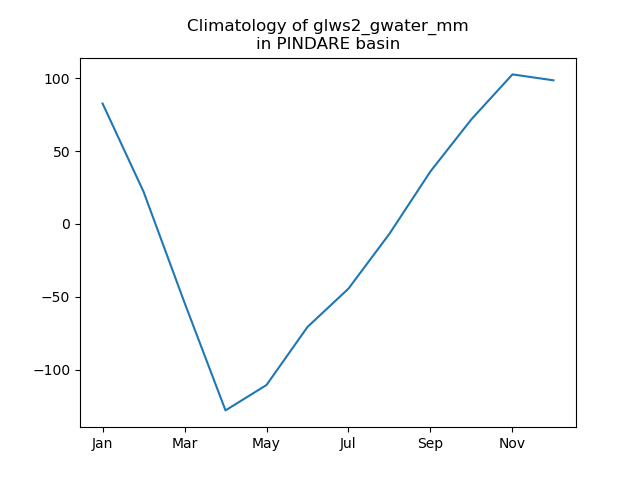 Climatology of glws2_gwater_mm
in PINDARE basin
100
50
0
−50
−100
Jan
Mar
May
Jul
Sep
Nov